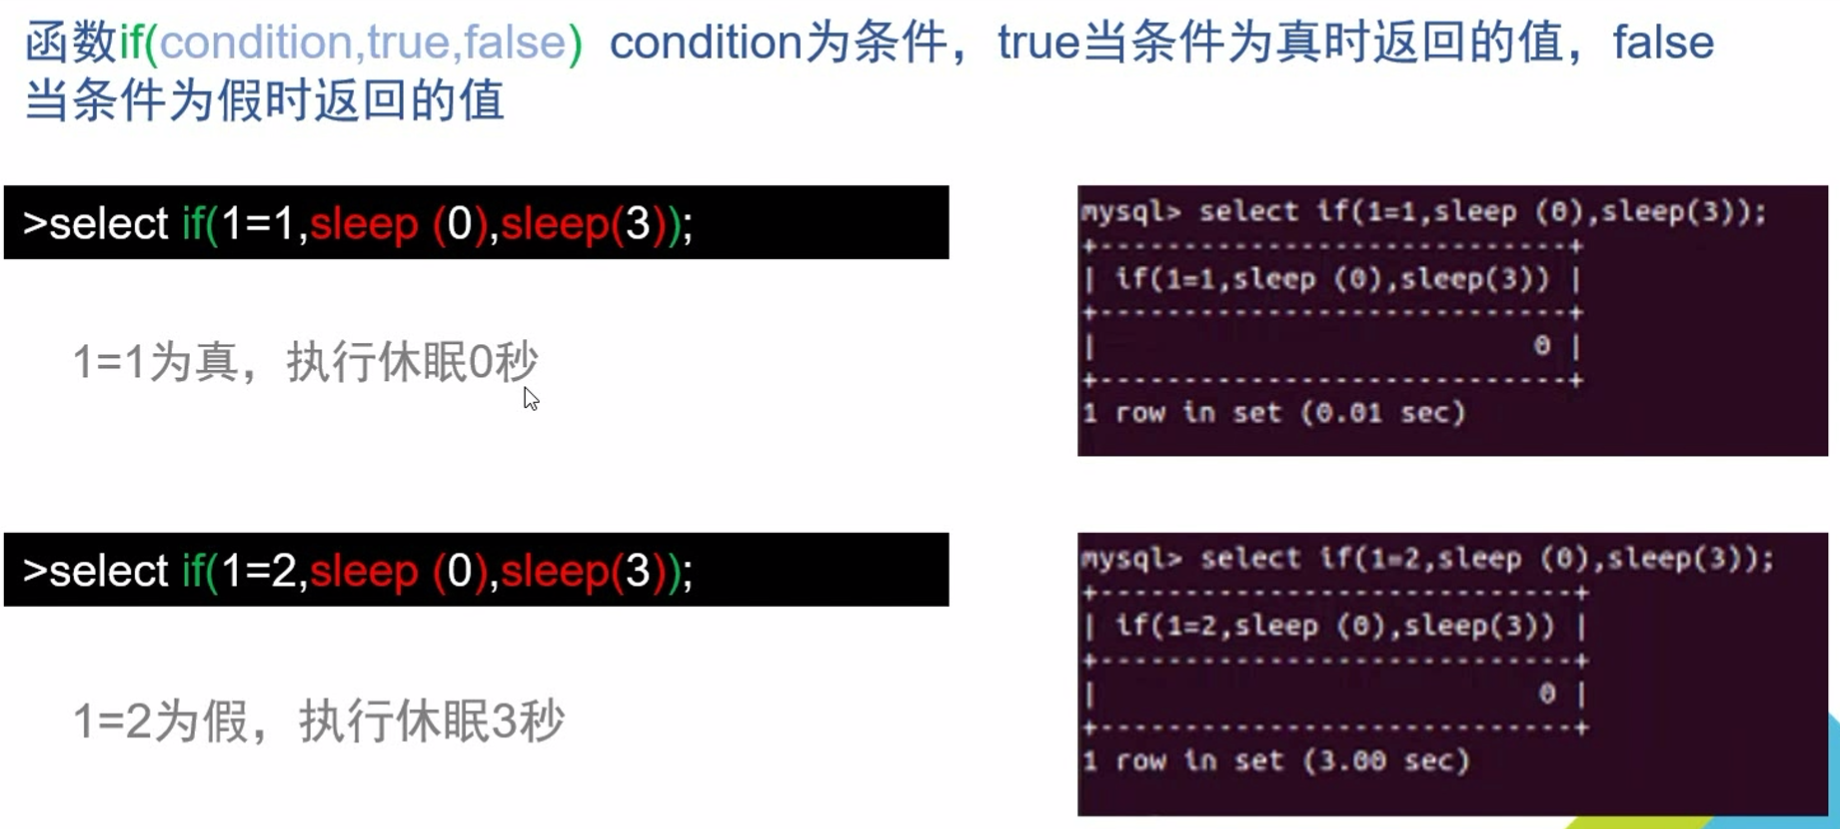 函数if(condition,true,false) condition为条件，true当条件为真时返回的值，false
当条件为假时返回的值
>select if(1=1,sleep (0),sleep(3));
1=1为真，执行休眠0秒
mysql> select if(1=1,sleep (0),sleep(3));
+----------------------------+
| if(1=1,sleep (0),sleep(3)) |
+----------------------------+
|                          0 |
+----------------------------+
1 row in set (0.01 sec)
>select if(1=2,sleep (0),sleep(3));
1=2为假，执行休眠3秒
mysql> select if(1=2,sleep (0),sleep(3));
+----------------------------+
| if(1=2,sleep (0),sleep(3)) |
+----------------------------+
|                          0 |
+----------------------------+
1 row in set (3.00 sec)